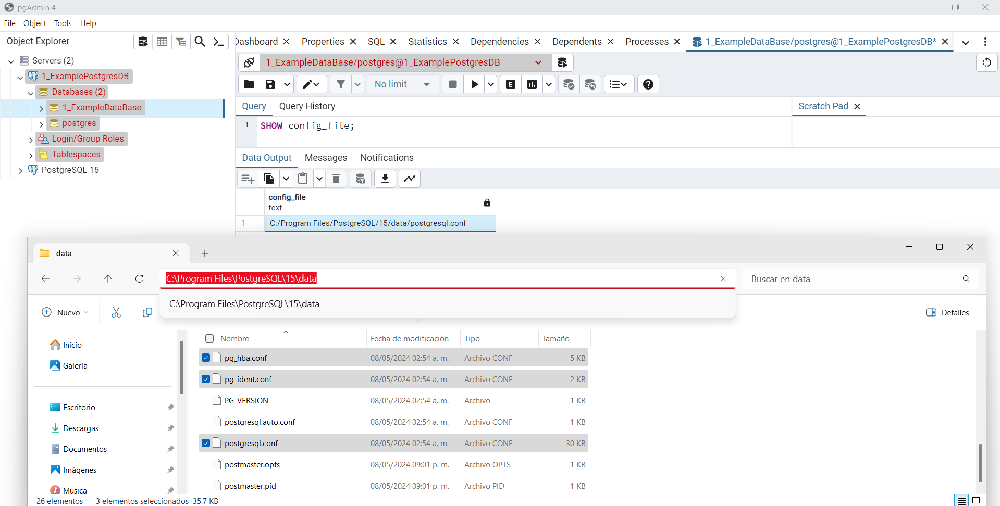 pgAdmin 4
File Object Tools Help
Object Explorer
Dashboard Properties SQL Statistics Dependencies Dependents Processes 1_ExampleDataBase/postgres@1_ExamplePostgresDB*
Servers (2)
1_ExamplePostgresDB
Databases (2)
1_ExampleDataBase
postgres
Login/Group Roles
Tablespaces
PostgreSQL 15
1_ExampleDataBase/postgres@1_ExamplePostgresDB
No limit
E
Query Query History
Scratch Pad
1 SHOW config_file;
Data Output Messages Notifications
config_file
text
1 C:/Program Files/PostgreSQL/15/data/postgresql.conf
data
C:\Program Files\PostgreSQL\15\data
Buscar en data
C:\Program Files\PostgreSQL\15\data
Nuevo
Detalles
Inicio
Galería
Escritorio
Descargas
Documentos
Imágenes
Música
Nombre Fecha de modificación Tipo Tamaño
pg_hba.conf 08/05/2024 02:54 a. m. Archivo CONF 5 KB
pg_ident.conf 08/05/2024 02:54 a. m. Archivo CONF 2 KB
PG_VERSION 08/05/2024 02:54 a. m. Archivo 1 KB
postgresql.auto.conf 08/05/2024 02:54 a. m. Archivo CONF 1 KB
postgresql.conf 08/05/2024 02:54 a. m. Archivo CONF 30 KB
postmaster.opts 08/05/2024 09:01 p. m. Archivo OPTS 1 KB
postmaster.pid 08/05/2024 09:01 p. m. Archivo PID 1 KB
26 elementos 3 elementos seleccionados 35.7 KB